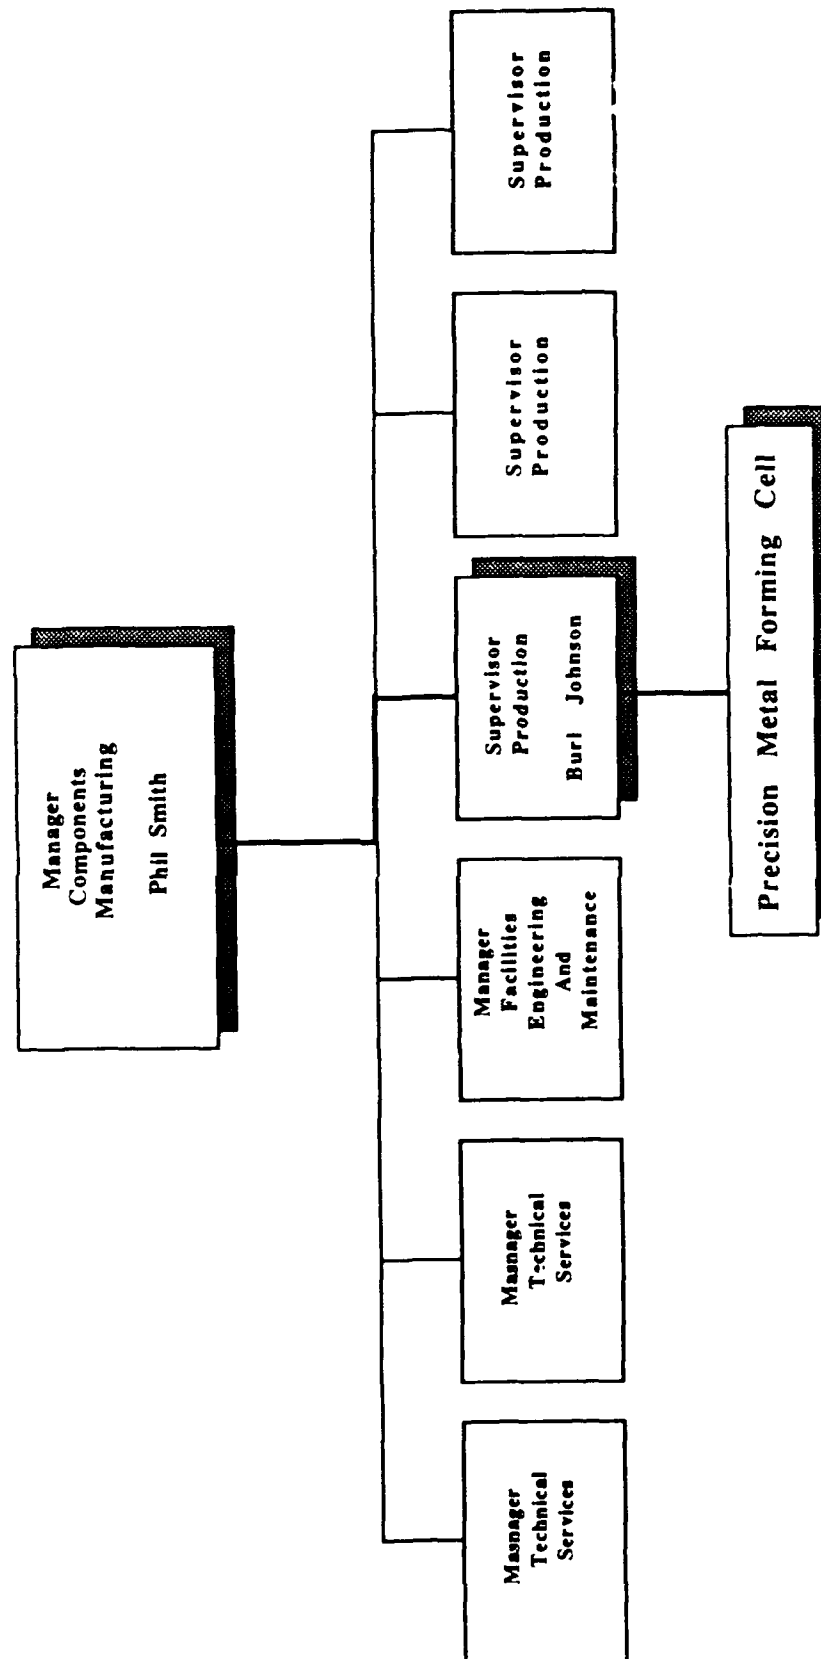 Manager
Components
Manufacturing
Phil Smith
Masnager
Technical
Services
Masnager
Technical
Services
Manager
Facilities
Engineering
And
Maintenance
Supervisor
Production
Burl Johnson
Supervisor
Production
Supervisor
Production
Precision Metal Forming Cell